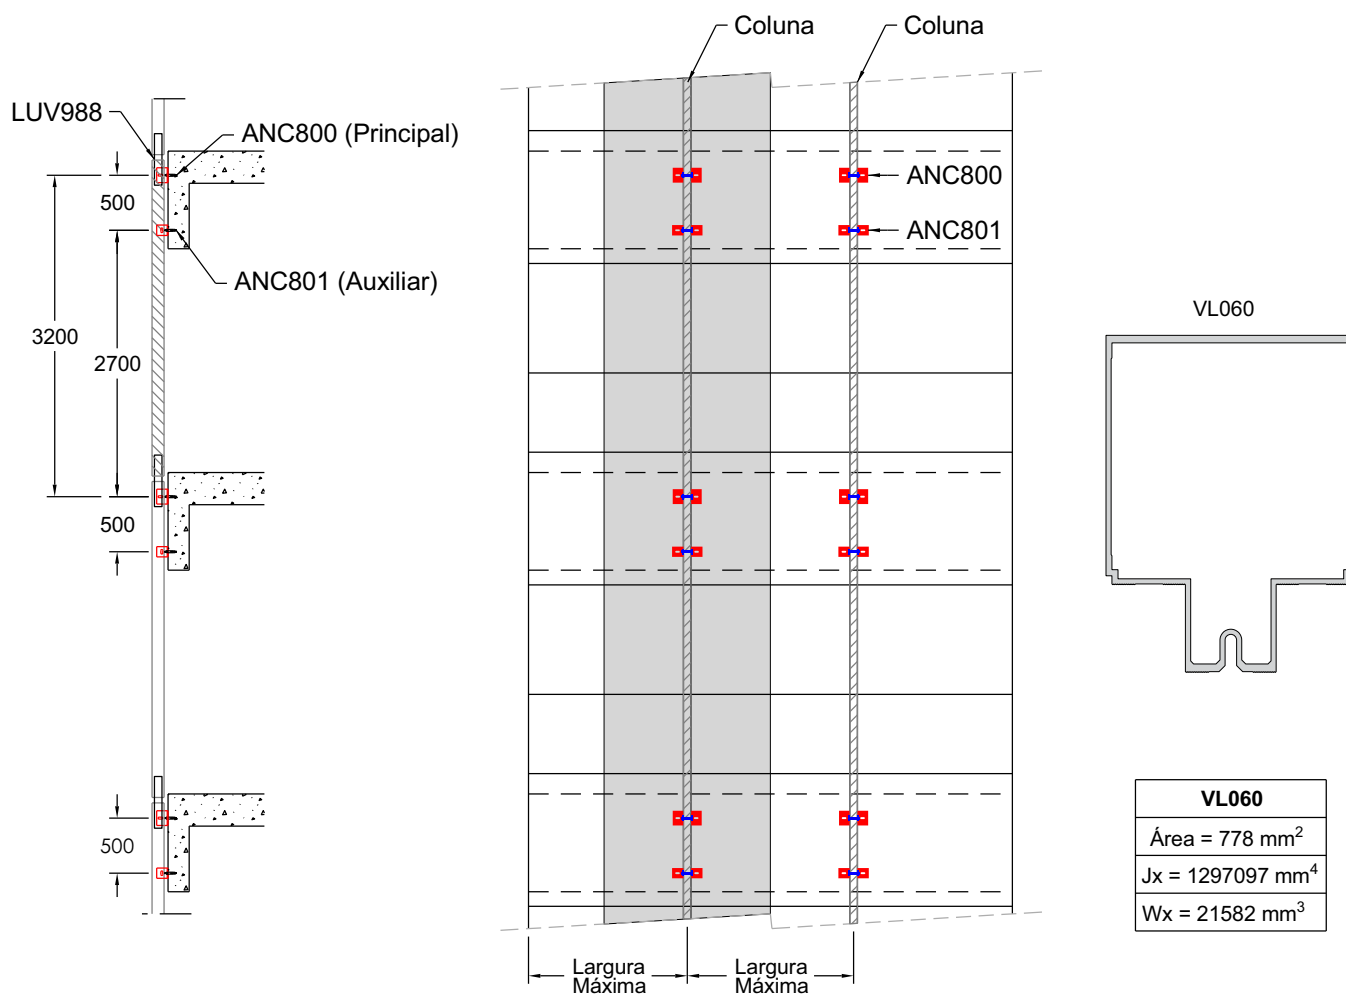 Coluna
Coluna
LUV988
ANC800 (Principal)
500
ANC800
ANC801
ANC801 (Auxiliar)
3200
2700
VL060
500
500
VL060
Área = 778 mm²
Jx = 1297097 mm⁴
Wx = 21582 mm³
Largura
Máxima
Largura
Máxima